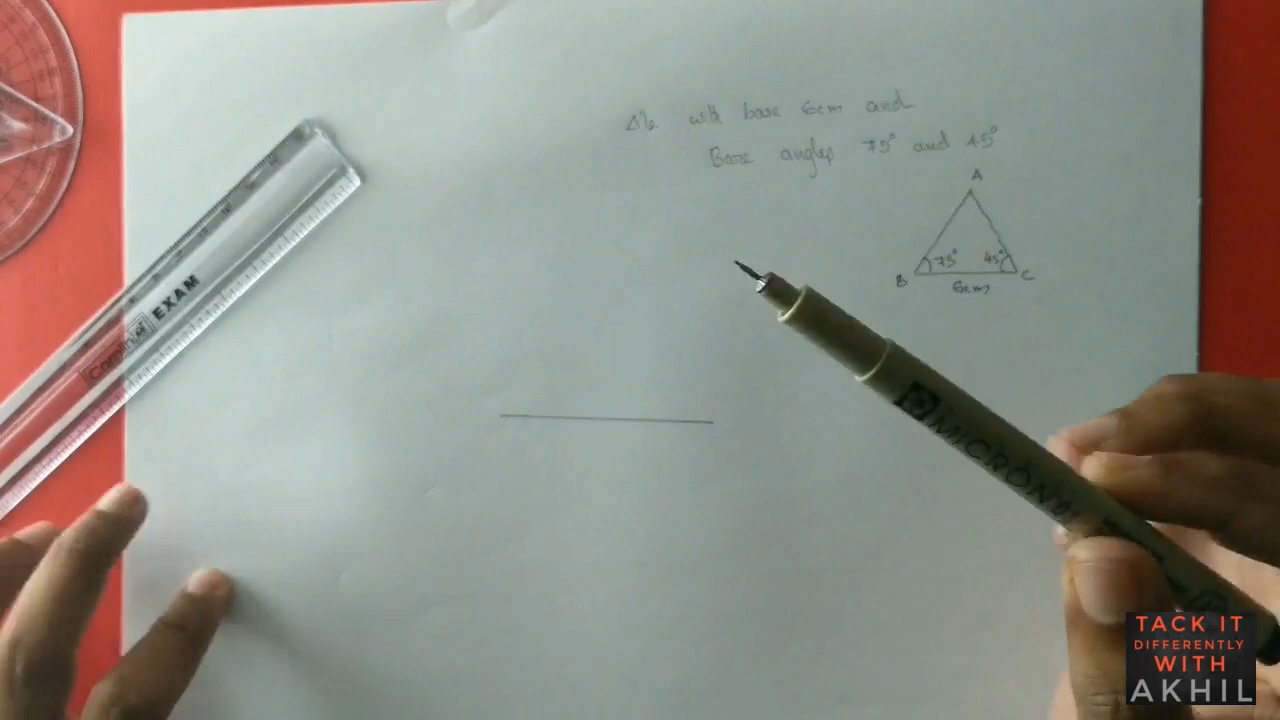 Δle with base 6cm and
Base angles 75° and 45°
A
75° 45°
B C
6cm
EXAM
MICRON
TACK IT
DIFFERENTLY
WITH
AKHIL